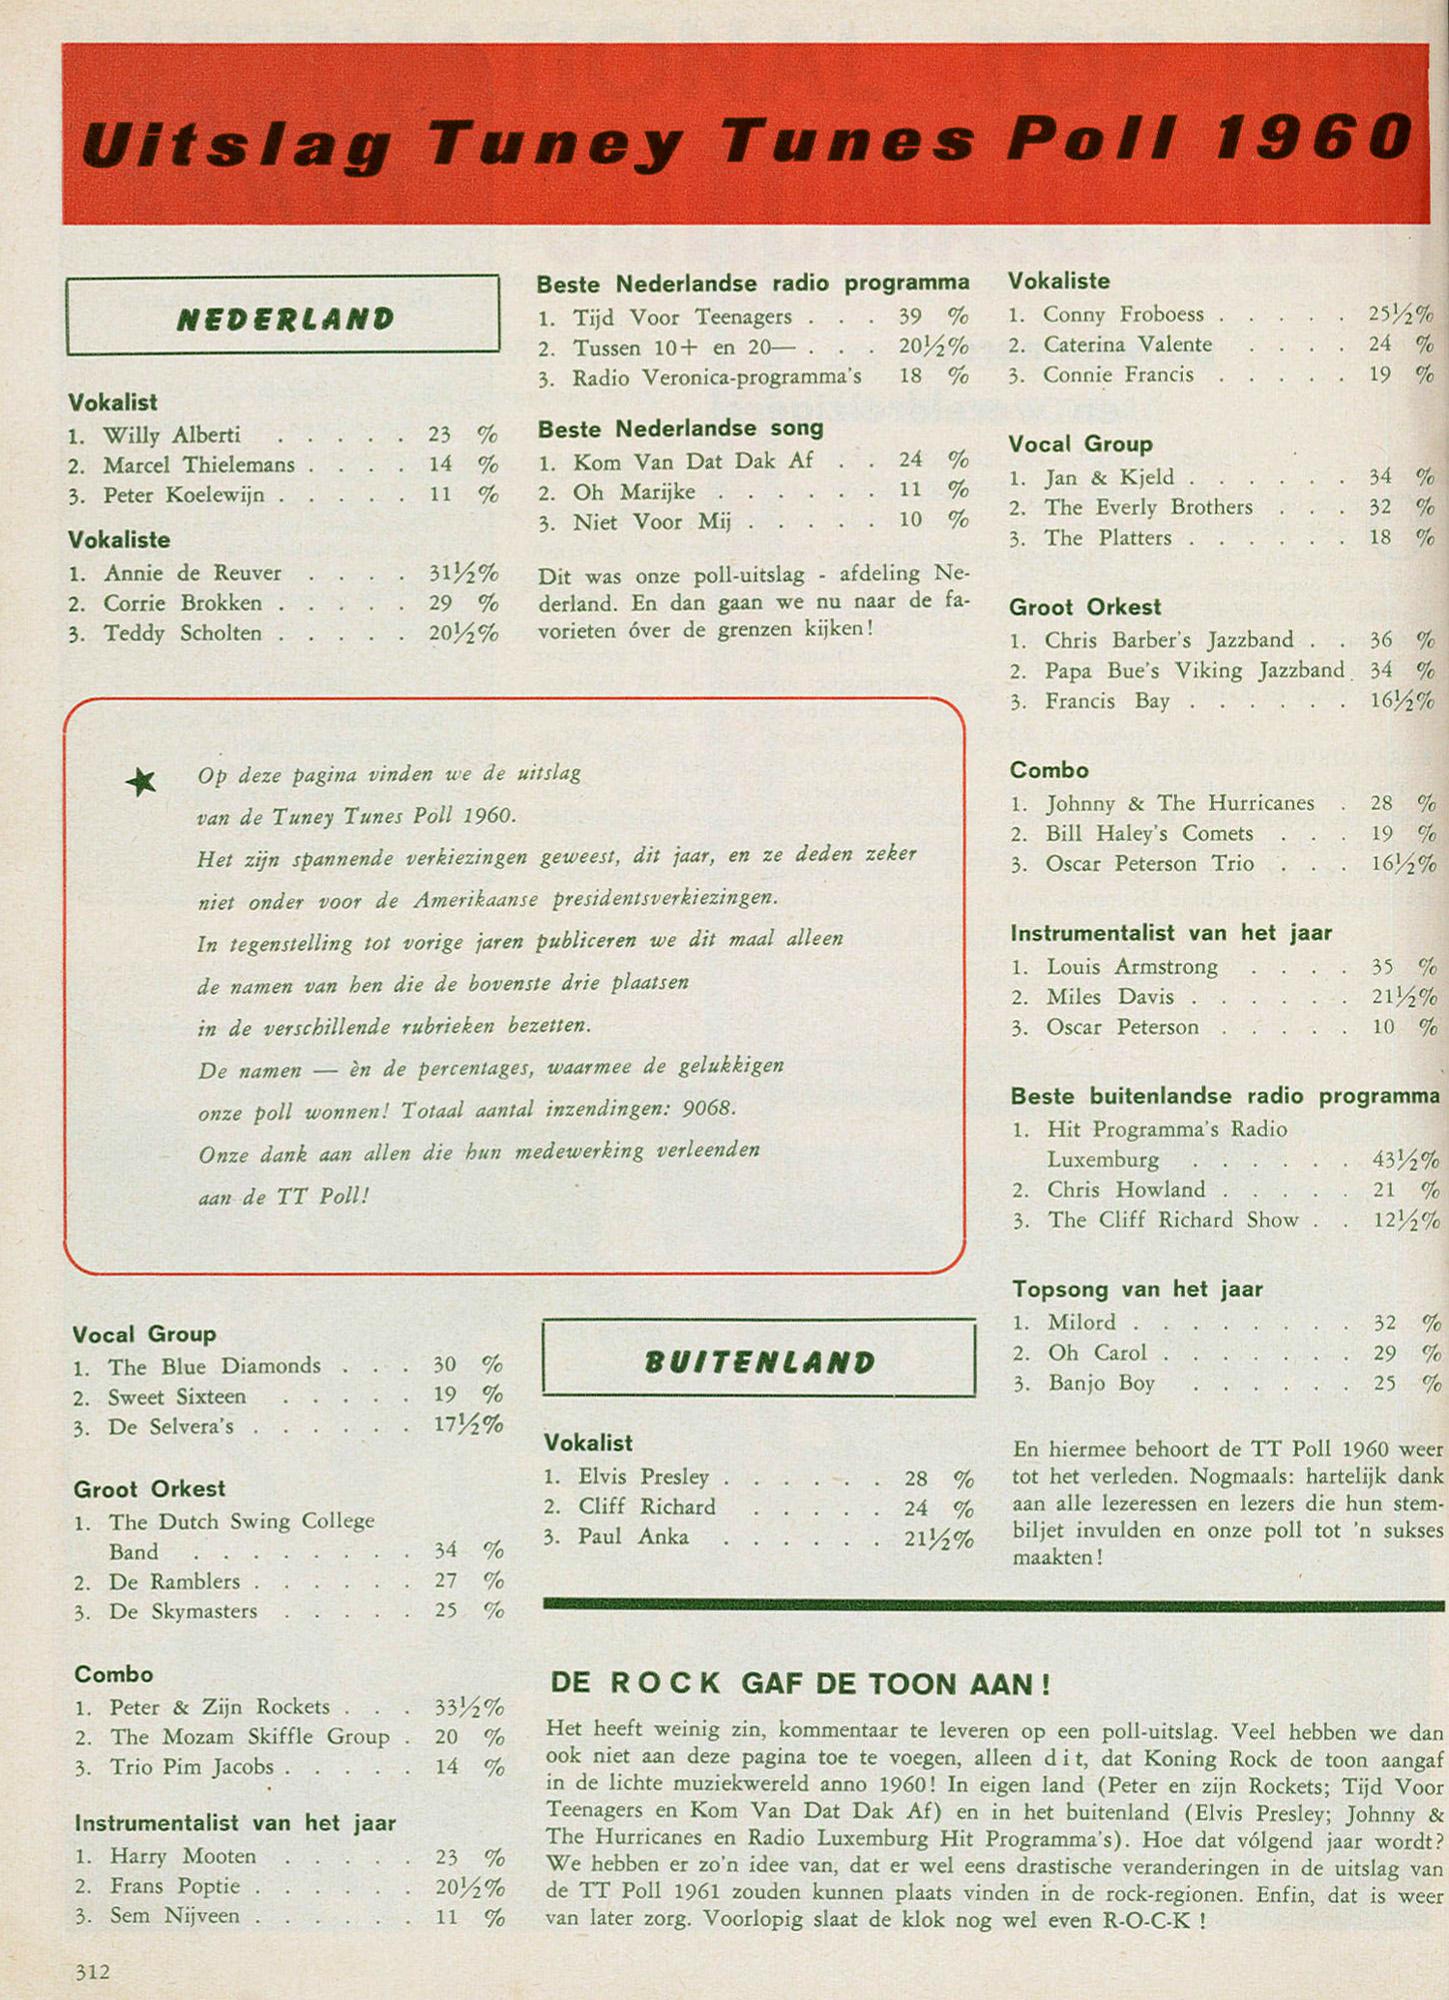 Uitslag Tuney Tunes Poll 1960
NEDERLAND
Vokalist
1. Willy Alberti . . . . . 23 %
2. Marcel Thielemans . . . . 14 %
3. Peter Koelewijn . . . . . 11 %
Vokaliste
1. Annie de Reuver . . . . 31½%
2. Corrie Brokken . . . . . 29 %
3. Teddy Scholten . . . . . 20½%
Beste Nederlandse radio programma
1. Tijd Voor Teenagers . . . 39 %
2. Tussen 10+ en 20— . . . 20½%
3. Radio Veronica-programma's 18 %
Beste Nederlandse song
1. Kom Van Dat Dak Af . . 24 %
2. Oh Marijke . . . . . . 11 %
3. Niet Voor Mij . . . . . 10 %
Dit was onze poll-uitslag - afdeling Ne-
derland. En dan gaan we nu naar de fa-
vorieten óver de grenzen kijken!
★ Op deze pagina vinden we de uitslag
van de Tuney Tunes Poll 1960.
Het zijn spannende verkiezingen geweest, dit jaar, en ze deden zeker
niet onder voor de Amerikaanse presidentsverkiezingen.
In tegenstelling tot vorige jaren publiceren we dit maal alleen
de namen van hen die de bovenste drie plaatsen
in de verschillende rubrieken bezetten.
De namen — èn de percentages, waarmee de gelukkigen
onze poll wonnen! Totaal aantal inzendingen: 9068.
Onze dank aan allen die hun medewerking verleenden
aan de TT Poll!
Vocal Group
1. The Blue Diamonds . . . 30 %
2. Sweet Sixteen . . . . . 19 %
3. De Selvera's . . . . . . 17½%
Groot Orkest
1. The Dutch Swing College
Band . . . . . . . . 34 %
2. De Ramblers . . . . . . 27 %
3. De Skymasters . . . . . 25 %
Combo
1. Peter & Zijn Rockets . . . 33½%
2. The Mozam Skiffle Group . 20 %
3. Trio Pim Jacobs . . . . . 14 %
Instrumentalist van het jaar
1. Harry Mooten . . . . . 23 %
2. Frans Poptie . . . . . . 20½%
3. Sem Nijveen . . . . . . 11 %
BUITENLAND
Vokalist
1. Elvis Presley . . . . . . 28 %
2. Cliff Richard . . . . . 24 %
3. Paul Anka . . . . . . 21½%
Vokaliste
1. Conny Froboess . . . . . 25½%
2. Caterina Valente . . . . 24 %
3. Connie Francis . . . . . 19 %
Vocal Group
1. Jan & Kjeld . . . . . . 34 %
2. The Everly Brothers . . . 32 %
3. The Platters . . . . . . 18 %
Groot Orkest
1. Chris Barber's Jazzband . . 36 %
2. Papa Bue's Viking Jazzband . 34 %
3. Francis Bay . . . . . . 16½%
Combo
1. Johnny & The Hurricanes . 28 %
2. Bill Haley's Comets . . . 19 %
3. Oscar Peterson Trio . . . 16½%
Instrumentalist van het jaar
1. Louis Armstrong . . . . 35 %
2. Miles Davis . . . . . . 21½%
3. Oscar Peterson . . . . . 10 %
Beste buitenlandse radio programma
1. Hit Programma's Radio
Luxemburg . . . . . . 43½%
2. Chris Howland . . . . . 21 %
3. The Cliff Richard Show . . 12½%
Topsong van het jaar
1. Milord . . . . . . . . 32 %
2. Oh Carol . . . . . . . 29 %
3. Banjo Boy . . . . . . 25 %
En hiermee behoort de TT Poll 1960 weer
tot het verleden. Nogmaals: hartelijk dank
aan alle lezeressen en lezers die hun stem-
biljet invulden en onze poll tot 'n sukses
maakten!
DE ROCK GAF DE TOON AAN!
Het heeft weinig zin, kommentaar te leveren op een poll-uitslag. Veel hebben we dan
ook niet aan deze pagina toe te voegen, alleen dit, dat Koning Rock de toon aangaf
in de lichte muziekwereld anno 1960! In eigen land (Peter en zijn Rockets; Tijd Voor
Teenagers en Kom Van Dat Dak Af) en in het buitenland (Elvis Presley; Johnny &
The Hurricanes en Radio Luxemburg Hit Programma's). Hoe dat vólgend jaar wordt?
We hebben er zo'n idee van, dat er wel eens drastische veranderingen in de uitslag van
de TT Poll 1961 zouden kunnen plaats vinden in de rock-regionen. Enfin, dat is weer
van later zorg. Voorlopig slaat de klok nog wel even R-O-C-K !
312